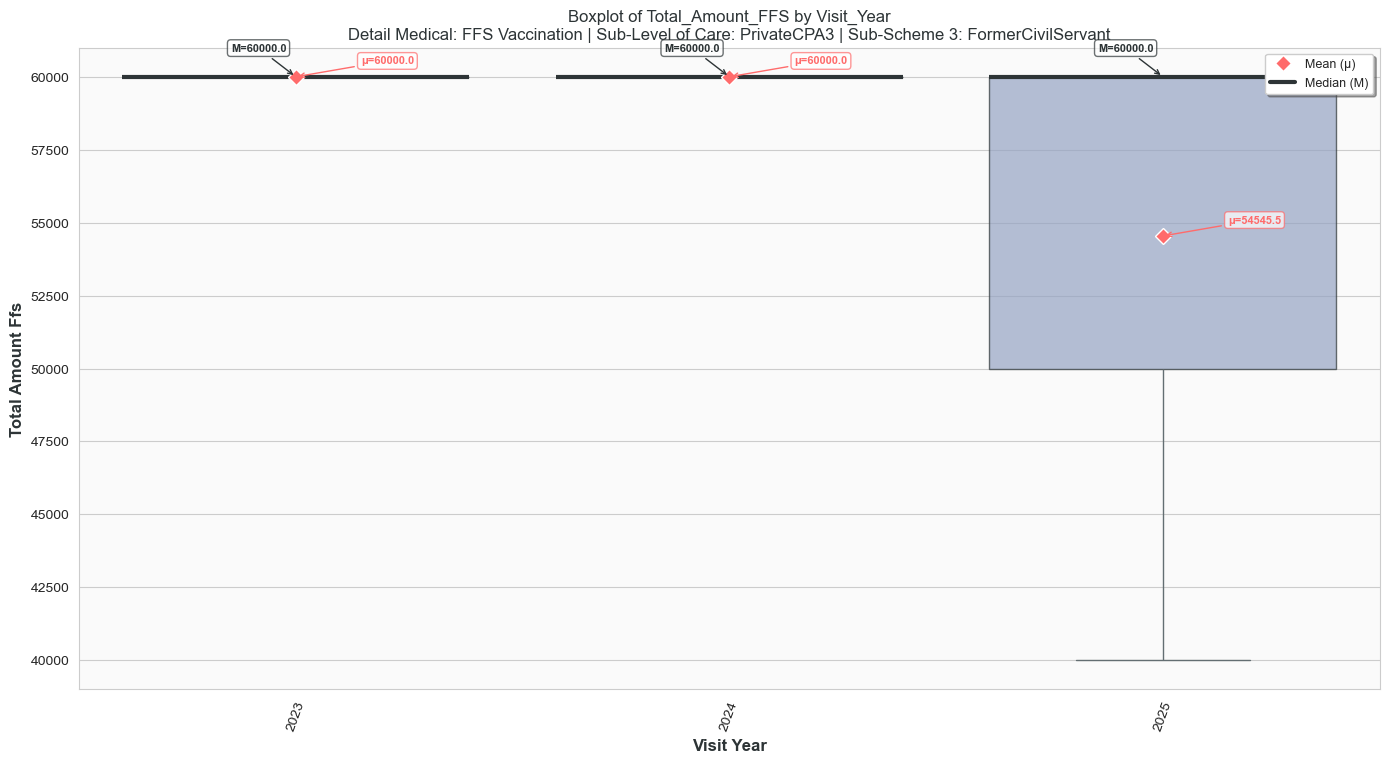 Boxplot of Total_Amount_FFS by Visit_Year
Detail Medical: FFS Vaccination | Sub-Level of Care: PrivateCPA3 | Sub-Scheme 3: FormerCivilServant
M=60000.0
μ=60000.0
M=60000.0
μ=60000.0
M=60000.0
μ=54545.5
Mean (μ)
Median (M)
Total Amount Ffs
60000
57500
55000
52500
50000
47500
45000
42500
40000
2023
2024
2025
Visit Year